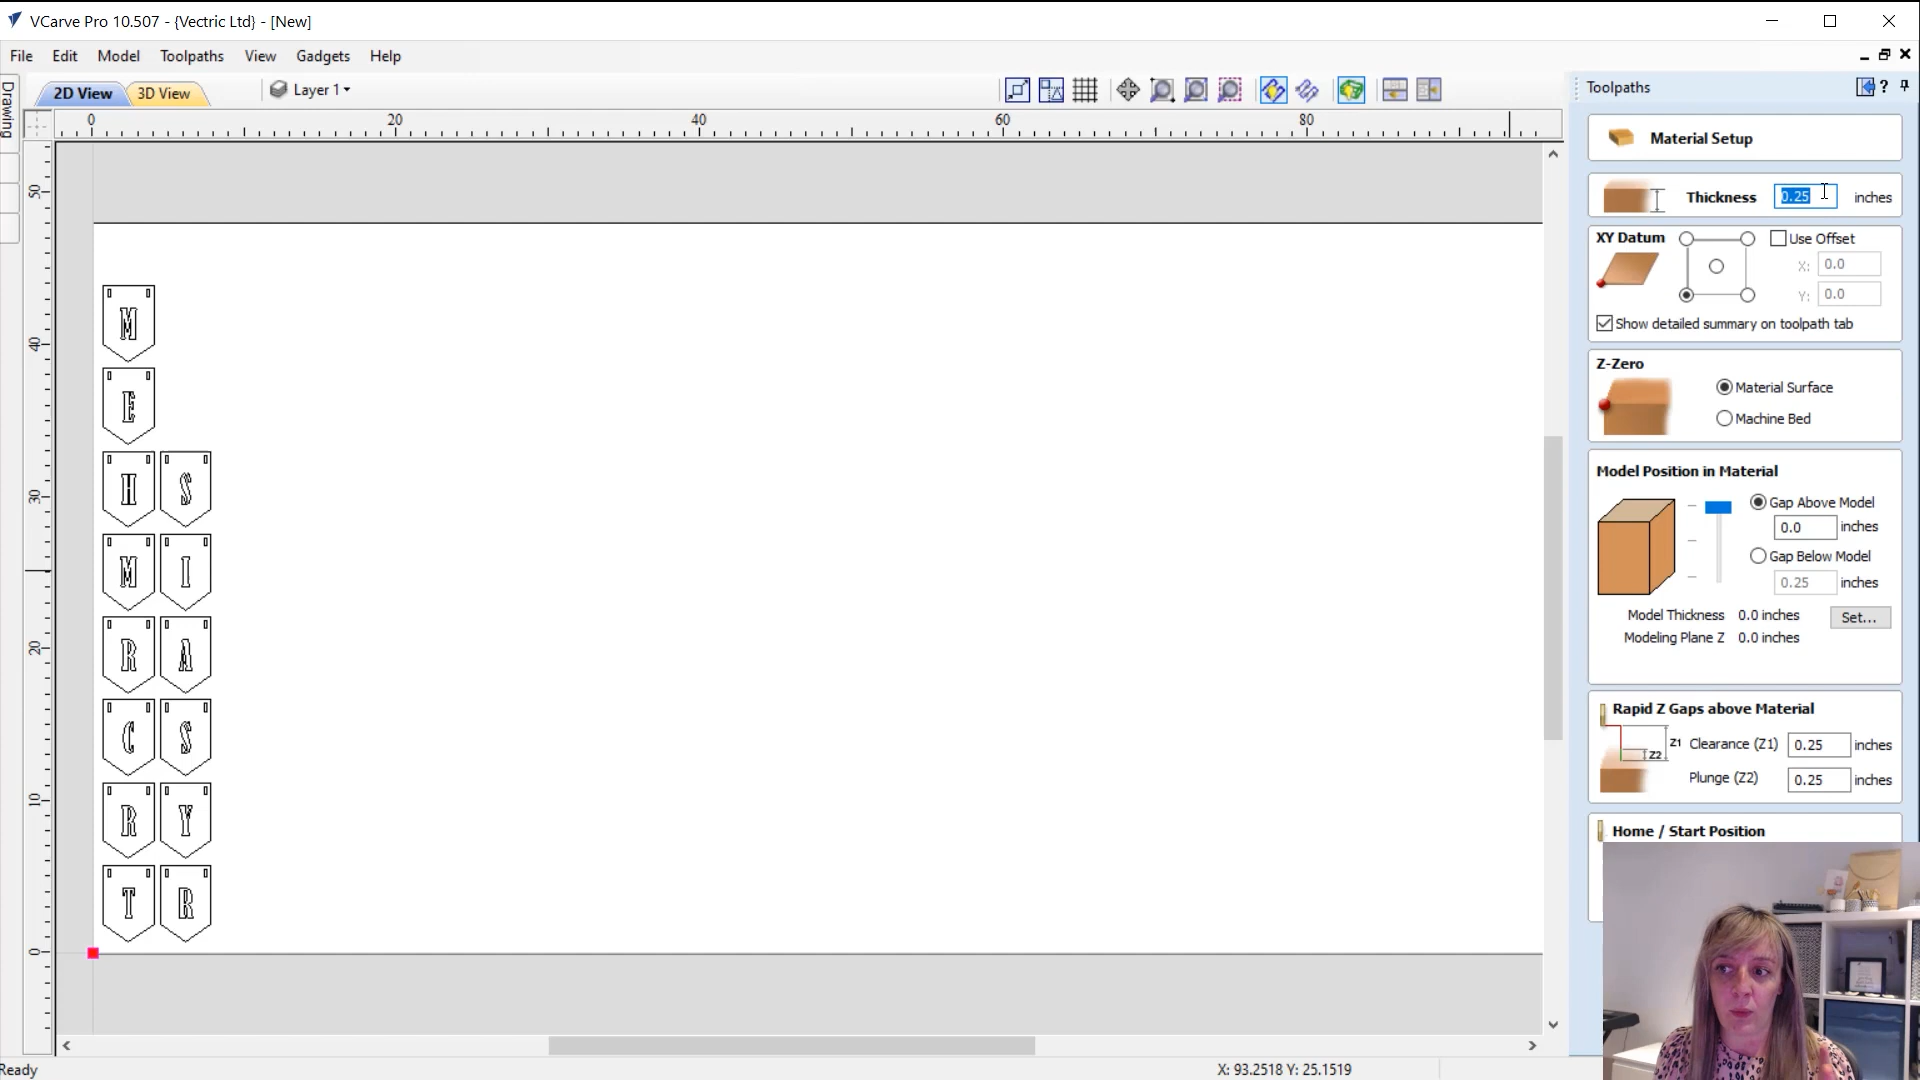 VCarve Pro 10.507 - {Vectric Ltd} - [New]
File Edit Model Toolpaths View Gadgets Help
2D View 3D View Layer 1
Toolpaths
Drawing
0 20 40 60 80
Material Setup
Thickness 0.25 inches
XY Datum Use Offset
X: 0.0
Y: 0.0
Show detailed summary on toolpath tab
Z-Zero
Material Surface
Machine Bed
Model Position in Material
Gap Above Model
0.0 inches
Gap Below Model
0.25 inches
Model Thickness 0.0 inches Set...
Modeling Plane Z 0.0 inches
Rapid Z Gaps above Material
Z1 Clearance (Z1) 0.25 inches
Z2 Plunge (Z2) 0.25 inches
Home / Start Position
50
40
30
20
10
0
M
E
H S
M I
R A
C S
R Y
T R
Ready X: 93.2518 Y: 25.1519